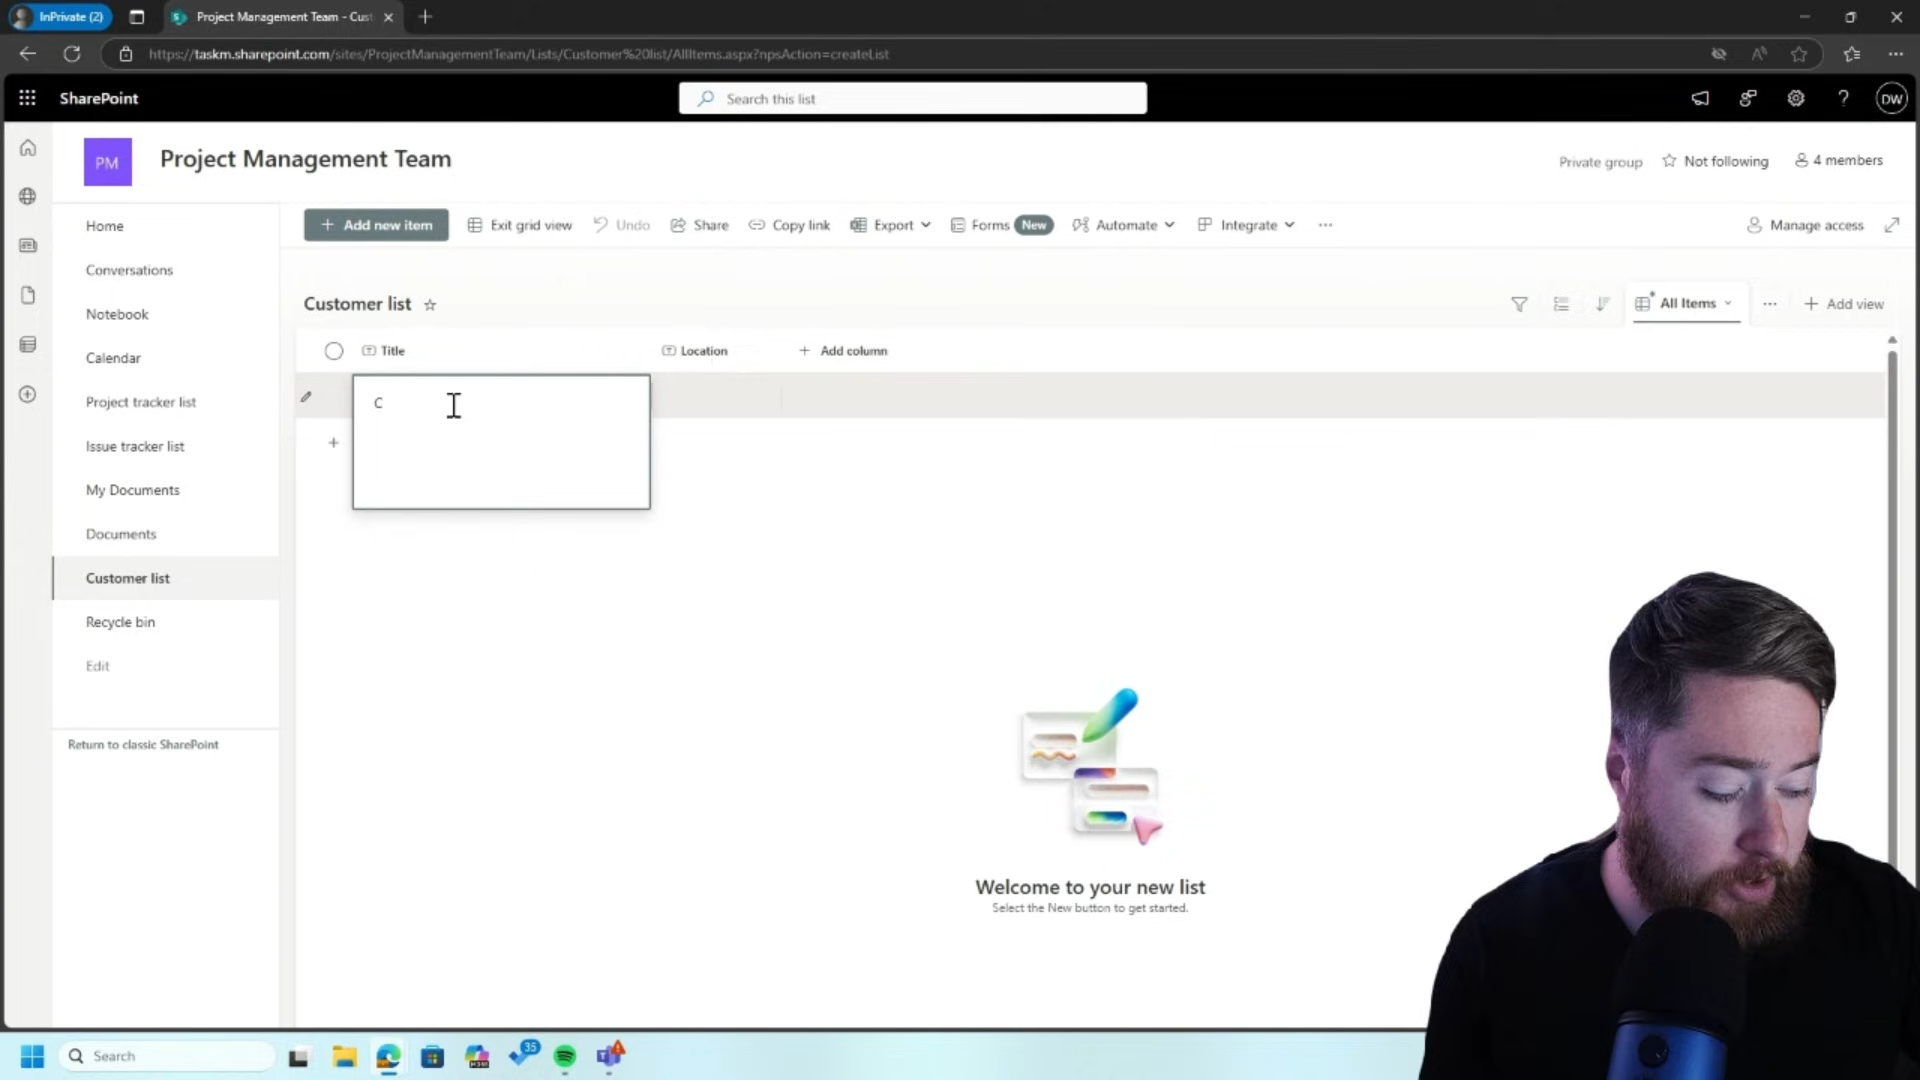 InPrivate (2)
Project Management Team - Cust
https://taskm.sharepoint.com/sites/ProjectManagementTeam/Lists/Customer%20list/AllItems.aspx?npsAction=createList
SharePoint
Search this list
DW
PM
Project Management Team
Private group
Not following
4 members
Home
Conversations
Notebook
Calendar
Project tracker list
Issue tracker list
My Documents
Documents
Customer list
Recycle bin
Edit
Return to classic SharePoint
Add new item
Exit grid view
Undo
Share
Copy link
Export
Forms New
Automate
Integrate
Manage access
Customer list
All Items
Add view
Title
Location
Add column
C
Welcome to your new list
Select the New button to get started.
Search
35